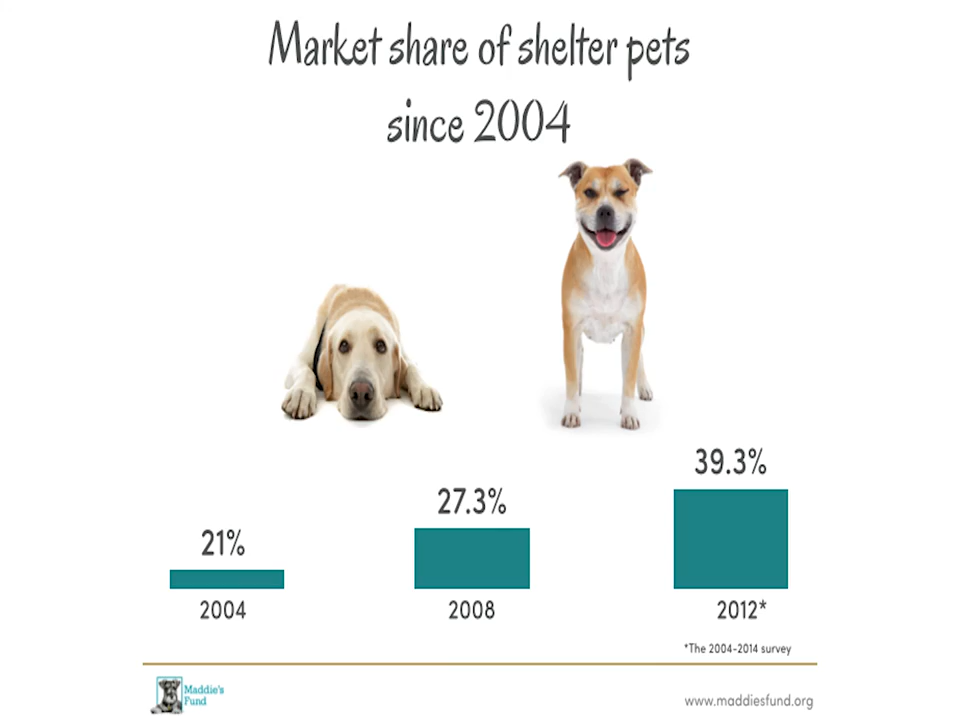 Market share of shelter pets
since 2004
39.3%
27.3%
21%
2004
2008
2012*
*The 2004-2014 survey
Maddie's
Fund
www.maddiesfund.org